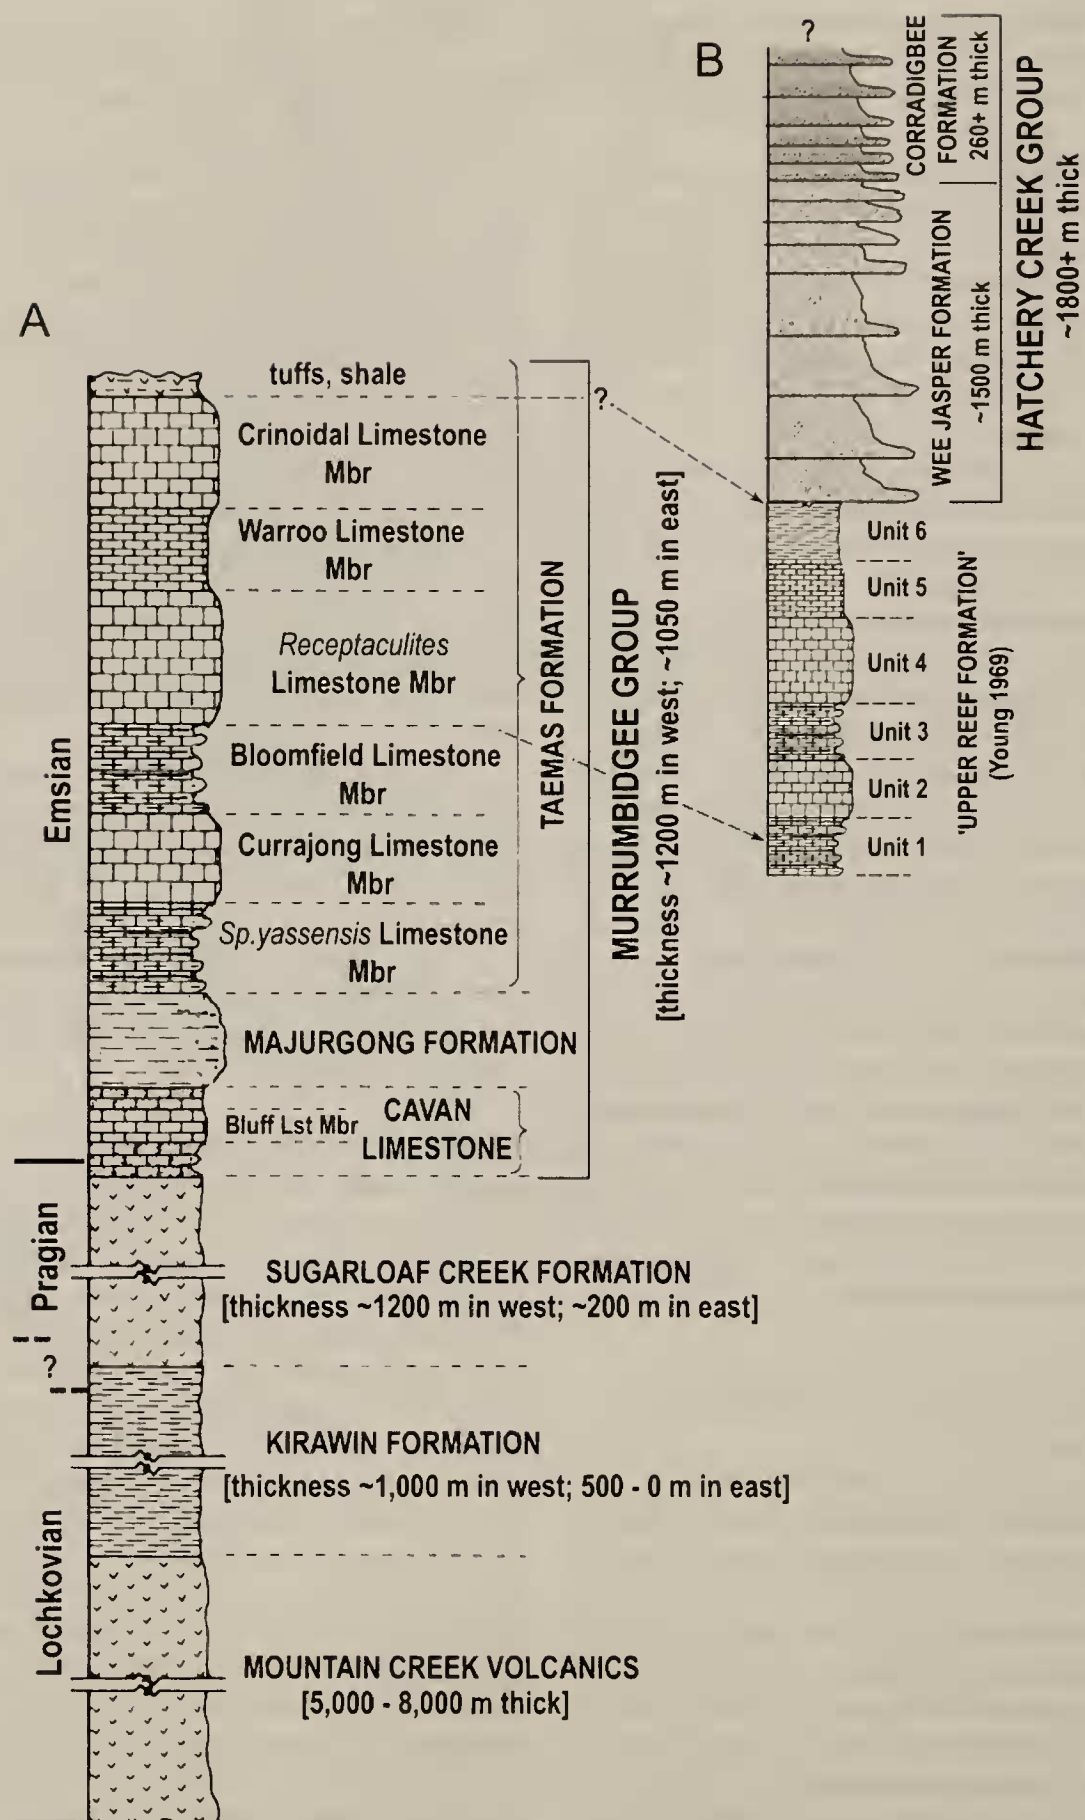 A
tuffs, shale
Crinoidal Limestone
Mbr
Warroo Limestone
Mbr
Receptaculites
Limestone Mbr
Bloomfield Limestone
Mbr
Currajong Limestone
Mbr
Sp.yassensis Limestone
Mbr
MAJURGONG FORMATION
Bluff Lst Mbr
CAVAN
LIMESTONE
SUGARLOAF CREEK FORMATION
[thickness ~1200 m in west; ~200 m in east]
KIRAWIN FORMATION
[thickness ~1,000 m in west; 500 - 0 m in east]
MOUNTAIN CREEK VOLCANICS
[5,000 - 8,000 m thick]
Emsian
Pragian
?
Lochkovian
TAEMAS FORMATION
?
MURRUMBIDGEE GROUP
[thickness ~1200 m in west; ~1050 m in east]
B
?
CORRADIGBEE
FORMATION
260+ m thick
WEE JASPER FORMATION
~1500 m thick
HATCHERY CREEK GROUP
~1800+ m thick
Unit 6
Unit 5
Unit 4
Unit 3
Unit 2
Unit 1
'UPPER REEF FORMATION'
(Young 1969)